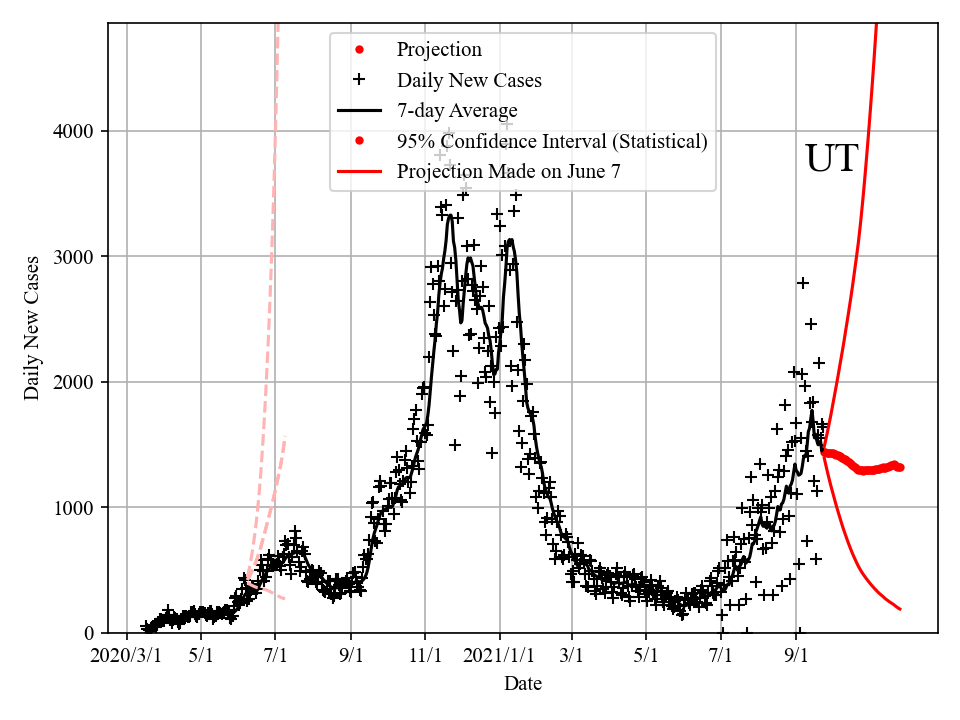 Projection
Daily New Cases
7-day Average
95% Confidence Interval (Statistical)
Projection Made on June 7
UT
4000
3000
2000
1000
0
Daily New Cases
2020/3/1 5/1 7/1 9/1 11/1 2021/1/1 3/1 5/1 7/1 9/1
Date